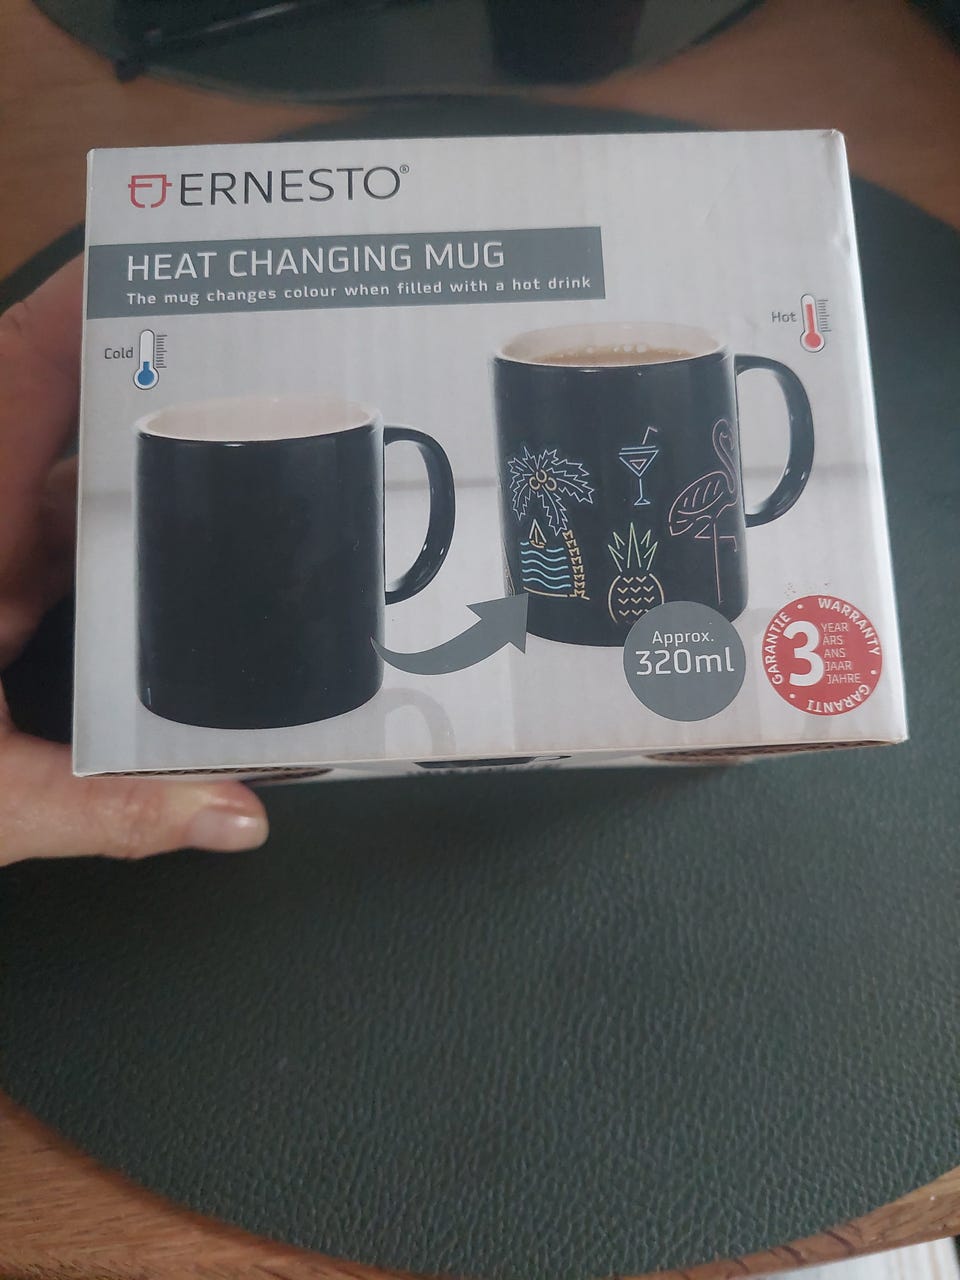 ERNESTO®
HEAT CHANGING MUG
The mug changes colour when filled with a hot drink
Cold
Hot
Approx.
320ml
GARANTIE • WARRANTY • GARANTI •
3
YEAR
ÅRS
ANS
JAAR
JAHRE